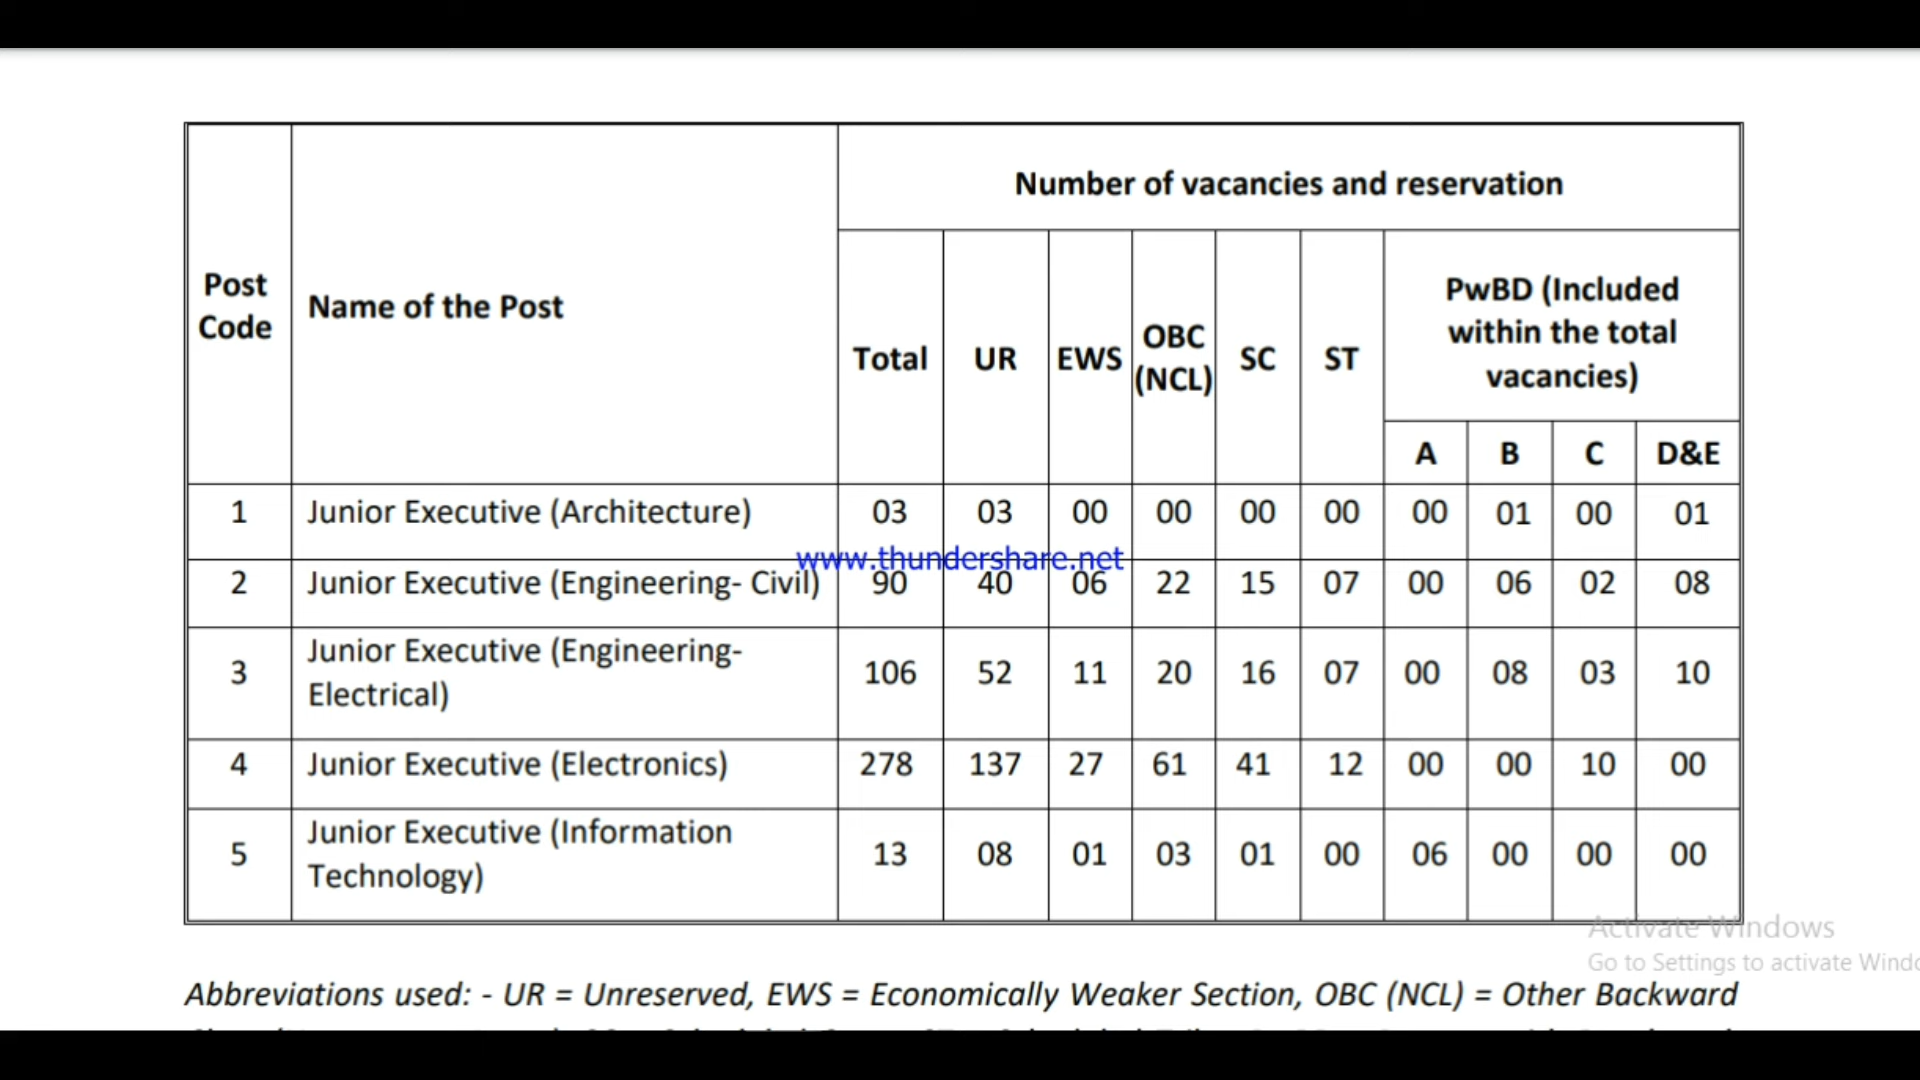 Number of vacancies and reservation
Post Code
Name of the Post
Total UR EWS OBC (NCL) SC ST
PwBD (Included
within the total
vacancies)
A B C D&E
1 Junior Executive (Architecture) 03 03 00 00 00 00 00 01 00 01
www.thundershare.net
2 Junior Executive (Engineering- Civil) 90 40 06 22 15 07 00 06 02 08
3 Junior Executive (Engineering-
Electrical) 106 52 11 20 16 07 00 08 03 10
4 Junior Executive (Electronics) 278 137 27 61 41 12 00 00 10 00
5 Junior Executive (Information
Technology) 13 08 01 03 01 00 06 00 00 00
Activate Windows
Go to Settings to activate Windo
Abbreviations used: - UR = Unreserved, EWS = Economically Weaker Section, OBC (NCL) = Other Backward